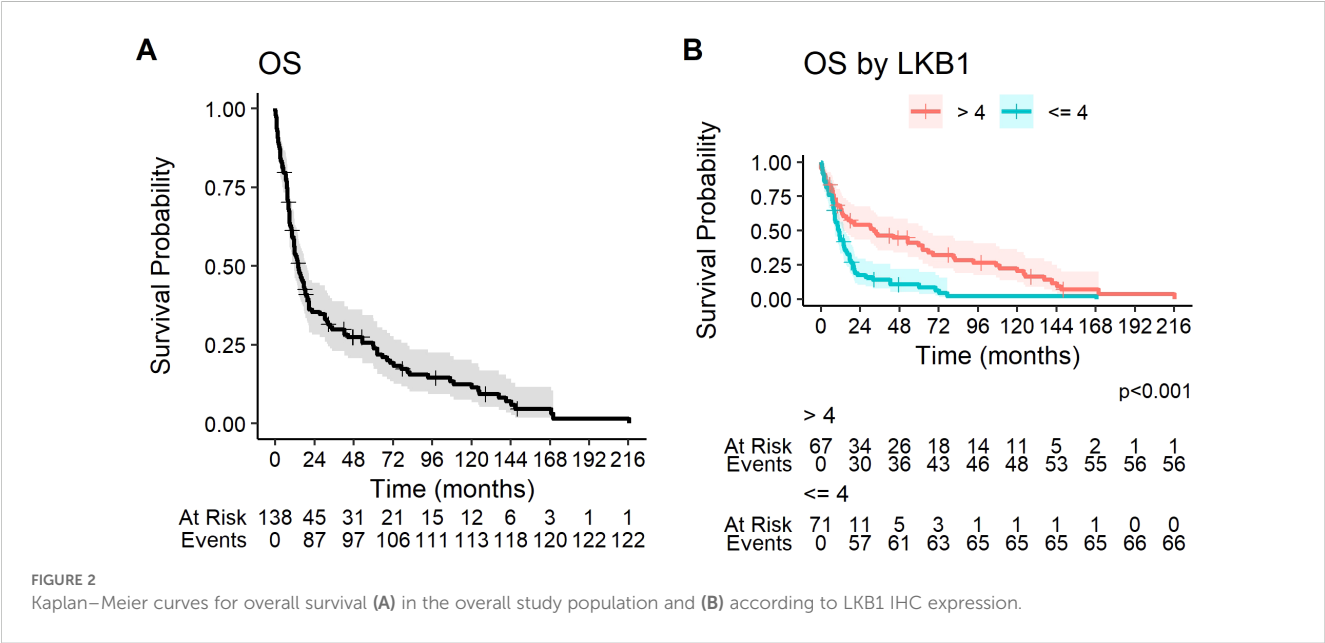 A
OS
1.00
0.75
0.50
0.25
0.00
Survival Probability
0 24 48 72 96 120 144 168 192 216
Time (months)
At Risk 138 45 31 21 15 12 6 3 1 1
Events 0 87 97 106 111 113 118 120 122 122
B
OS by LKB1
> 4 <= 4
1.00
0.75
0.50
0.25
0.00
Survival Probability
0 24 48 72 96 120 144 168 192 216
Time (months)
p<0.001
> 4
At Risk 67 34 26 18 14 11 5 2 1 1
Events 0 30 36 43 46 48 53 55 56 56
<= 4
At Risk 71 11 5 3 1 1 1 1 0 0
Events 0 57 61 63 65 65 65 65 66 66
FIGURE 2
Kaplan–Meier curves for overall survival (A) in the overall study population and (B) according to LKB1 IHC expression.